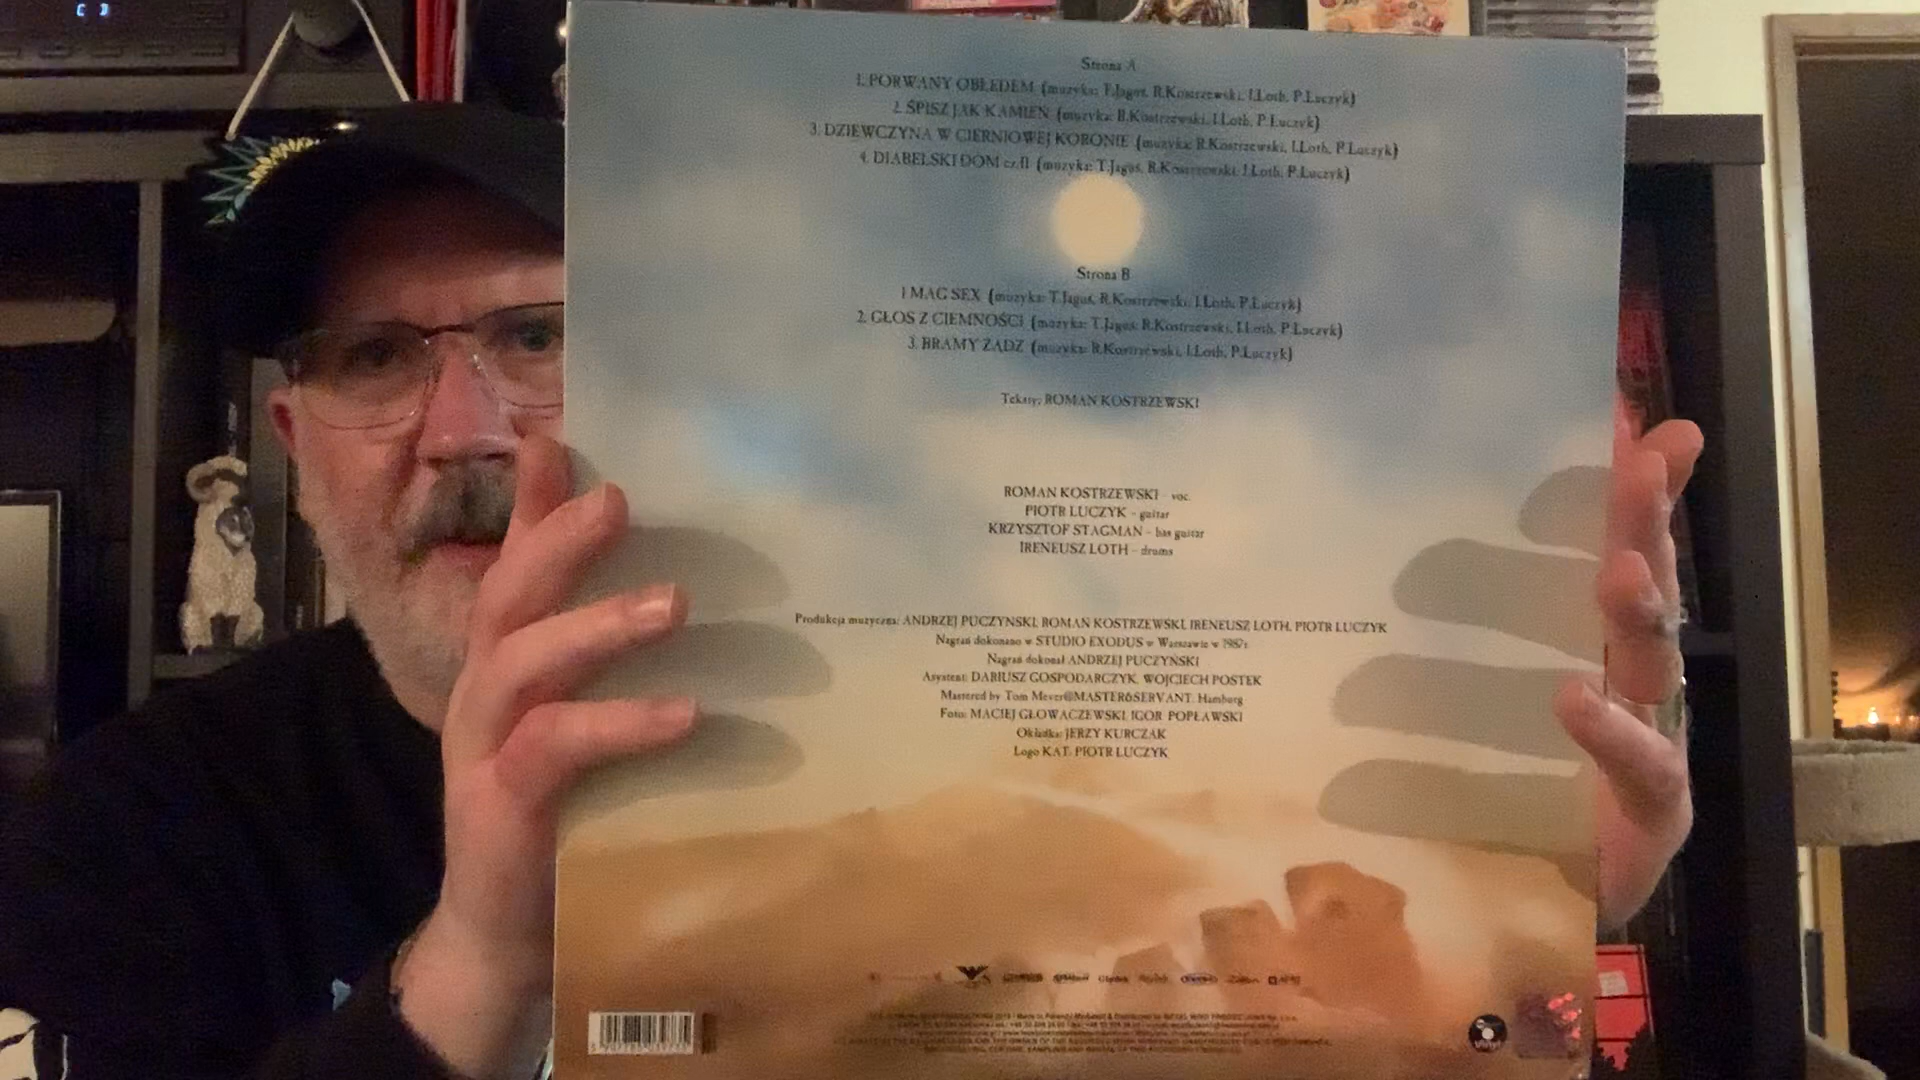 Strona A
1. PORWANY OBŁĘDEM (muzyka: T.Jaguś, R.Kostrzewski, I.Loth, P.Luczyk)
2. ŚPISZ JAK KAMIEŃ (muzyka: R.Kostrzewski, I.Loth, P.Luczyk)
3. DZIEWCZYNA W CIERNIOWEJ KORONIE (muzyka: R.Kostrzewski, I.Loth, P.Luczyk)
4. DIABELSKI DOM cz.II (muzyka: T.Jaguś, R.Kostrzewski, I.Loth, P.Luczyk)
Strona B
1 MAG SEX (muzyka: T.Jaguś, R.Kostrzewski, I.Loth, P.Luczyk)
2. GŁOS Z CIEMNOŚCI (muzyka: T.Jaguś, R.Kostrzewski, I.Loth, P.Luczyk)
3. BRAMY ŻĄDZ (muzyka: R.Kostrzewski, I.Loth, P.Luczyk)
Teksty: ROMAN KOSTRZEWSKI
ROMAN KOSTRZEWSKI - voc.
PIOTR LUCZYK - guitar
KRZYSZTOF STAGMAN - bas guitar
IRENEUSZ LOTH - drums
Produkcja muzyczna: ANDRZEJ PUCZYŃSKI, ROMAN KOSTRZEWSKI, IRENEUSZ LOTH, PIOTR LUCZYK
Nagrań dokonano w STUDIO EXODUS w Warszawie w 1987r.
Nagrań dokonał ANDRZEJ PUCZYŃSKI
Asystent: DARIUSZ GOSPODARCZYK, WOJCIECH POSTEK
Mastered by Tom Meyer@MASTER&SERVANT, Hamburg
Foto: MACIEJ GŁOWACZEWSKI, IGOR POPŁAWSKI
Okładka: JERZY KURCZAK
Logo KAT: PIOTR LUCZYK
Vinyl